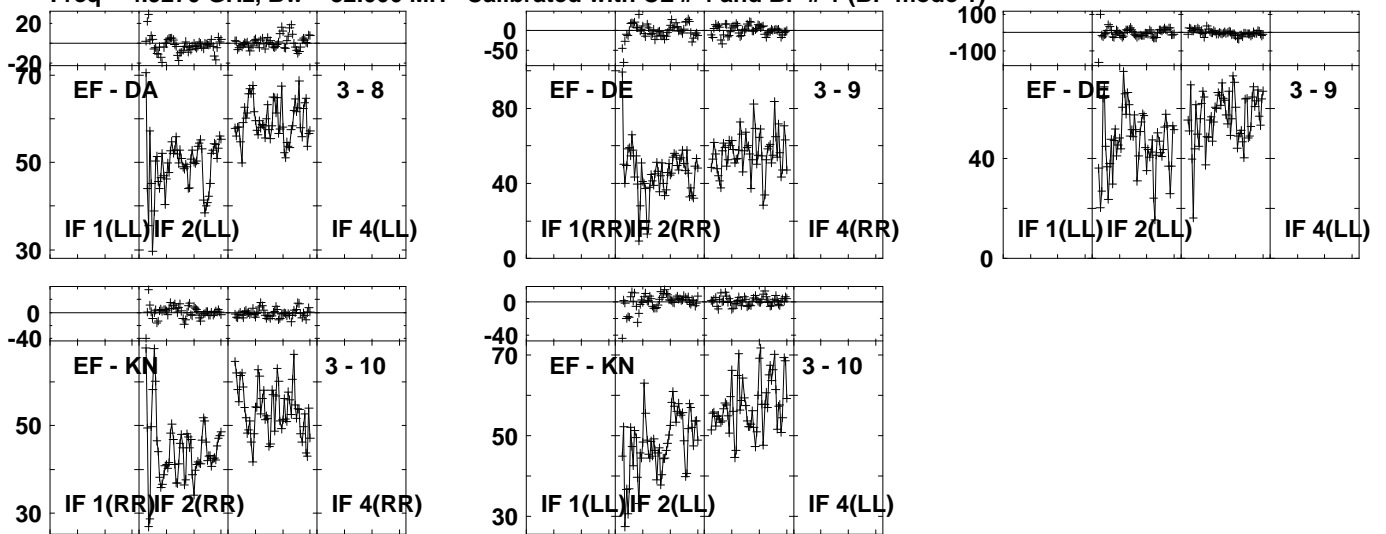 20
-20
70
50
30
EF - DA
3 - 8
IF 1(LL)
IF 2(LL)
IF 4(LL)
0
-50
80
40
0
EF - DE
3 - 9
IF 1(RR)
IF 2(RR)
IF 4(RR)
100
-100
40
0
EF - DE
3 - 9
IF 1(LL)
IF 2(LL)
IF 4(LL)
0
-40
50
30
EF - KN
3 - 10
IF 1(RR)
IF 2(RR)
IF 4(RR)
0
-40
70
50
30
EF - KN
3 - 10
IF 1(LL)
IF 2(LL)
IF 4(LL)